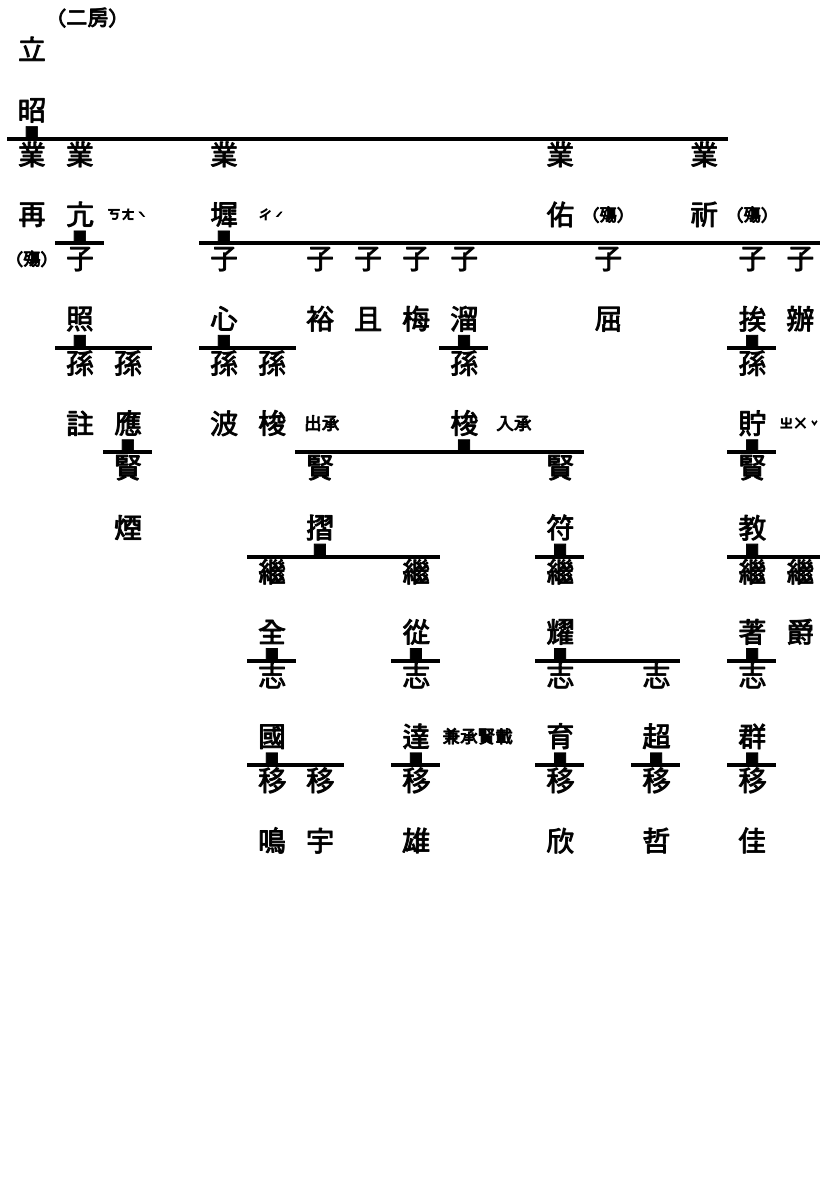 （二房）
立
昭
業 業 業 業 業
再 亢 ㄎㄤˋ 墀 ㄔˊ 佑 （殤） 祈 （殤）
（殤） 子 子 子 子 子 子 子 子 子
照 心 裕 且 梅 溜 屈 挨 辦
孫 孫 孫 孫 孫 孫
註 應 波 梭 出承 梭 入承 貯 ㄓㄨˇ
賢 賢 賢 賢
煙 摺 符 教
繼 繼 繼 繼 繼
全 從 耀 著 爵
志 志 志 志 志
國 達 兼承賢載 育 超 群
移 移 移 移 移 移
鳴 宇 雄 欣 哲 佳